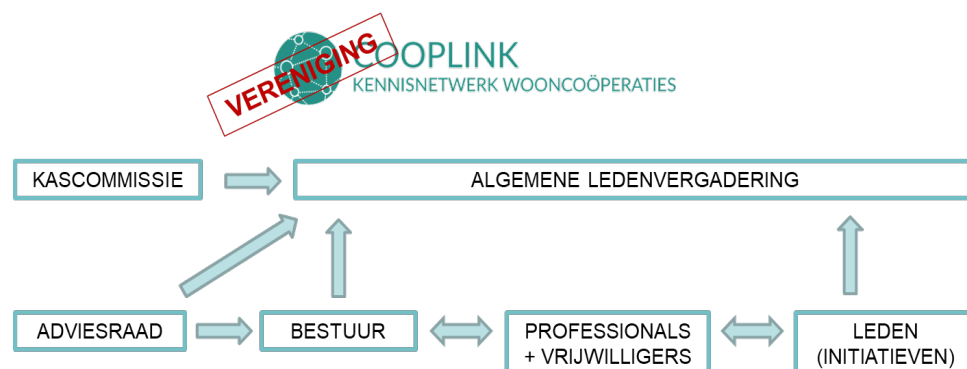 VERENIGING
COOPLINK
KENNISNETWERK WOONCOÖPERATIES
KASCOMMISSIE
ALGEMENE LEDENVERGADERING
ADVIESRAAD
BESTUUR
PROFESSIONALS
+ VRIJWILLIGERS
LEDEN
(INITIATIEVEN)